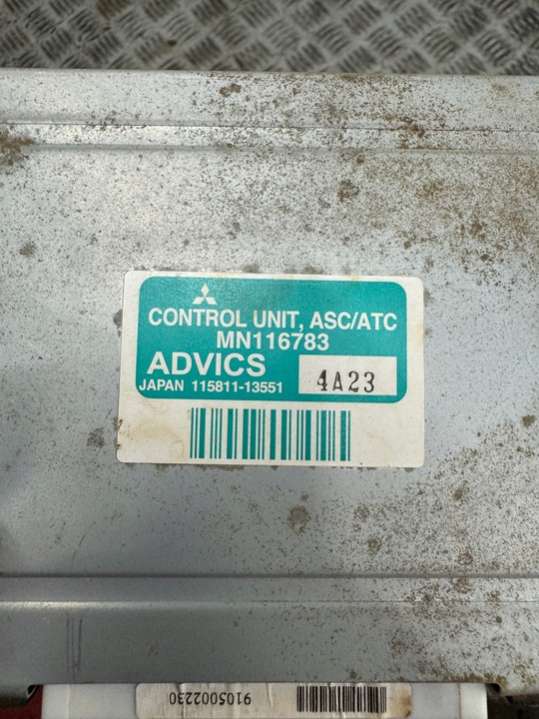 CONTROL UNIT, ASC/ATC
MN116783
ADVICS
JAPAN 115811-13551
4A23
9105002230